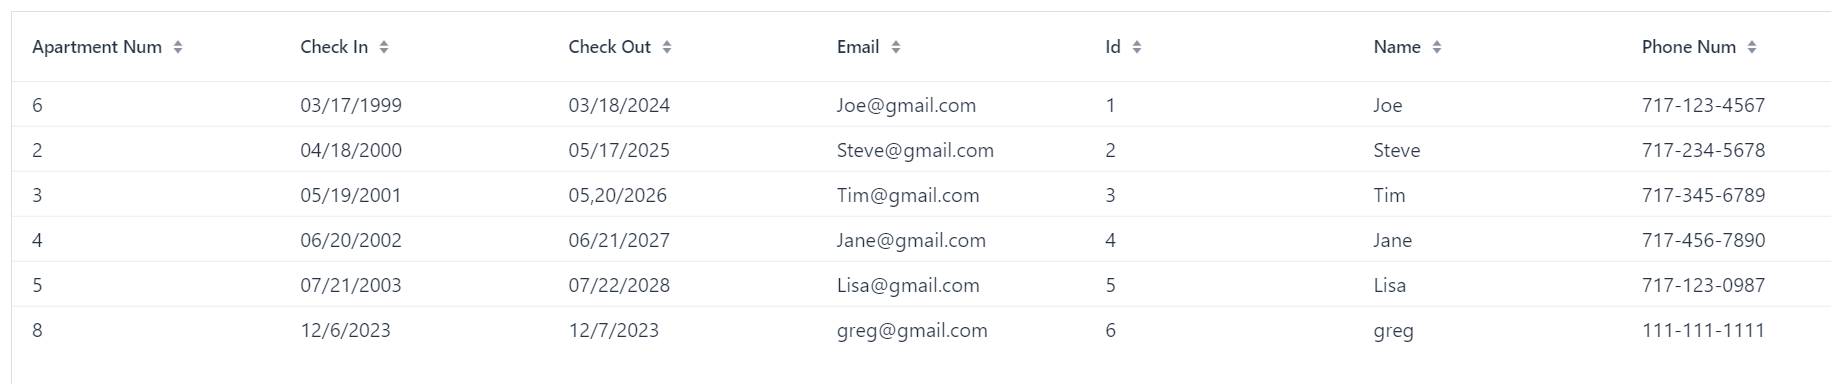 Apartment Num Check In Check Out Email Id Name Phone Num
6 03/17/1999 03/18/2024 Joe@gmail.com 1 Joe 717-123-4567
2 04/18/2000 05/17/2025 Steve@gmail.com 2 Steve 717-234-5678
3 05/19/2001 05,20/2026 Tim@gmail.com 3 Tim 717-345-6789
4 06/20/2002 06/21/2027 Jane@gmail.com 4 Jane 717-456-7890
5 07/21/2003 07/22/2028 Lisa@gmail.com 5 Lisa 717-123-0987
8 12/6/2023 12/7/2023 greg@gmail.com 6 greg 111-111-1111